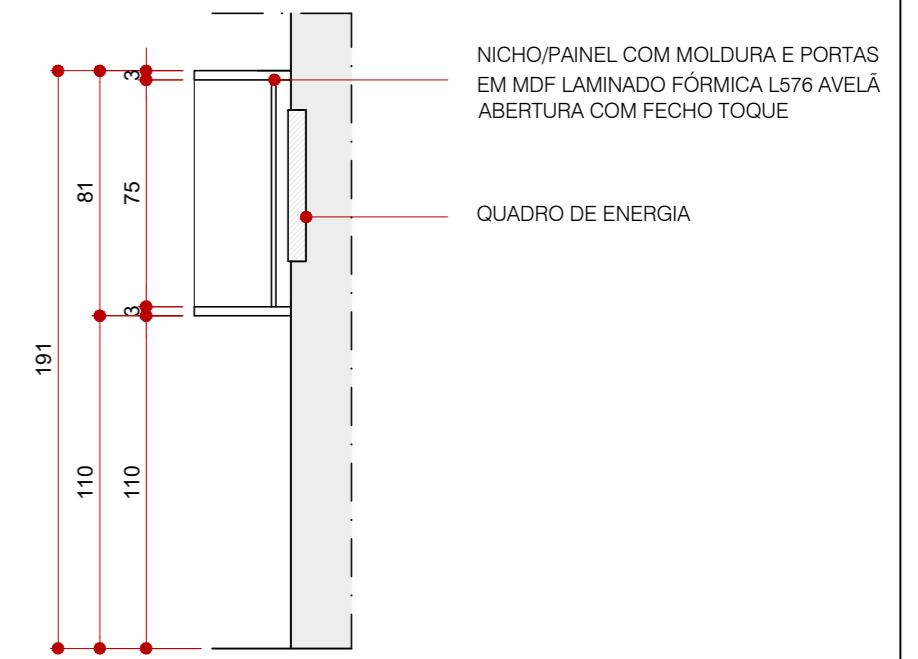 NICHO/PAINEL COM MOLDURA E PORTAS
EM MDF LAMINADO FÓRMICA L576 AVELÃ
ABERTURA COM FECHO TOQUE
QUADRO DE ENERGIA
3
81
75
3
191
110
110